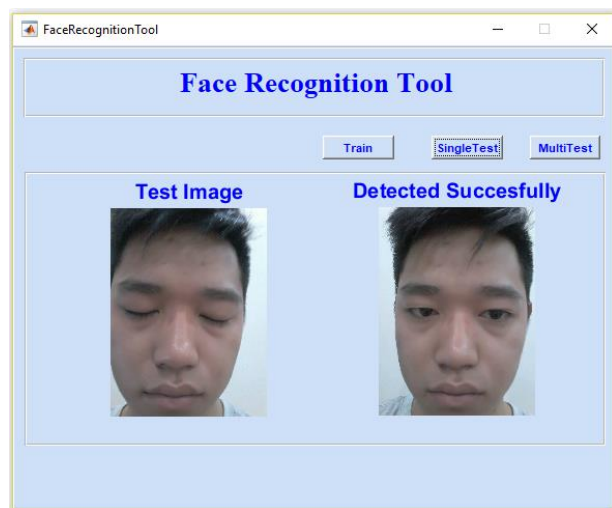 FaceRecognitionTool
Face Recognition Tool
Train SingleTest MultiTest
Test Image Detected Succesfully